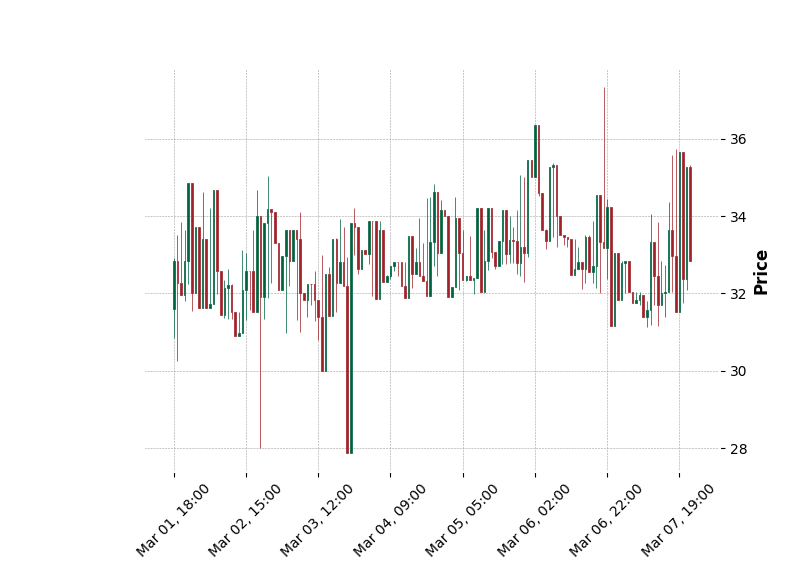 36
34
32
30
28
Price
Mar 01, 18:00
Mar 02, 15:00
Mar 03, 12:00
Mar 04, 09:00
Mar 05, 05:00
Mar 06, 02:00
Mar 06, 22:00
Mar 07, 19:00